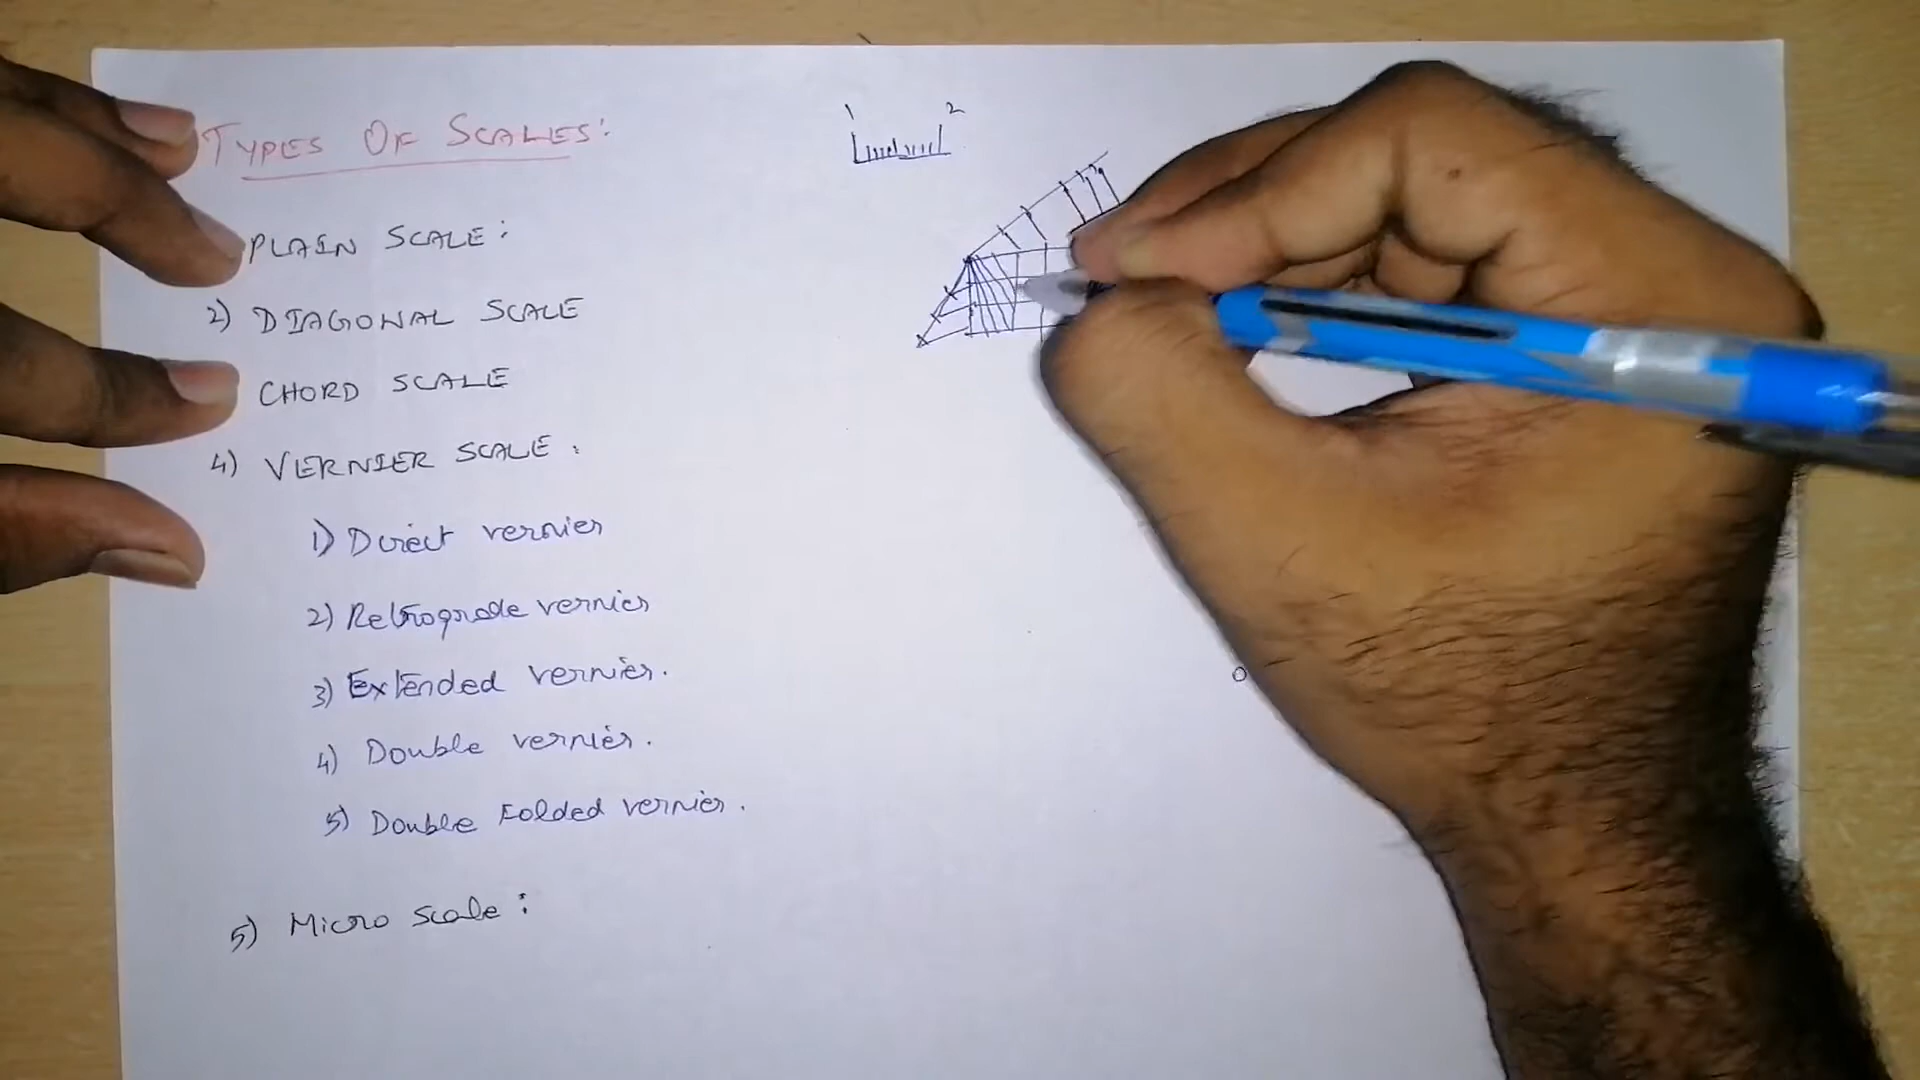 TYPES OF SCALES:
PLAIN SCALE:
2) DIAGONAL SCALE
CHORD SCALE
4) VERNIER SCALE:
1) Direct vernier
2) Retrograde vernier
3) Extended vernier.
4) Double vernier.
5) Double Folded vernier.
5) Micro scale:
1 2
0